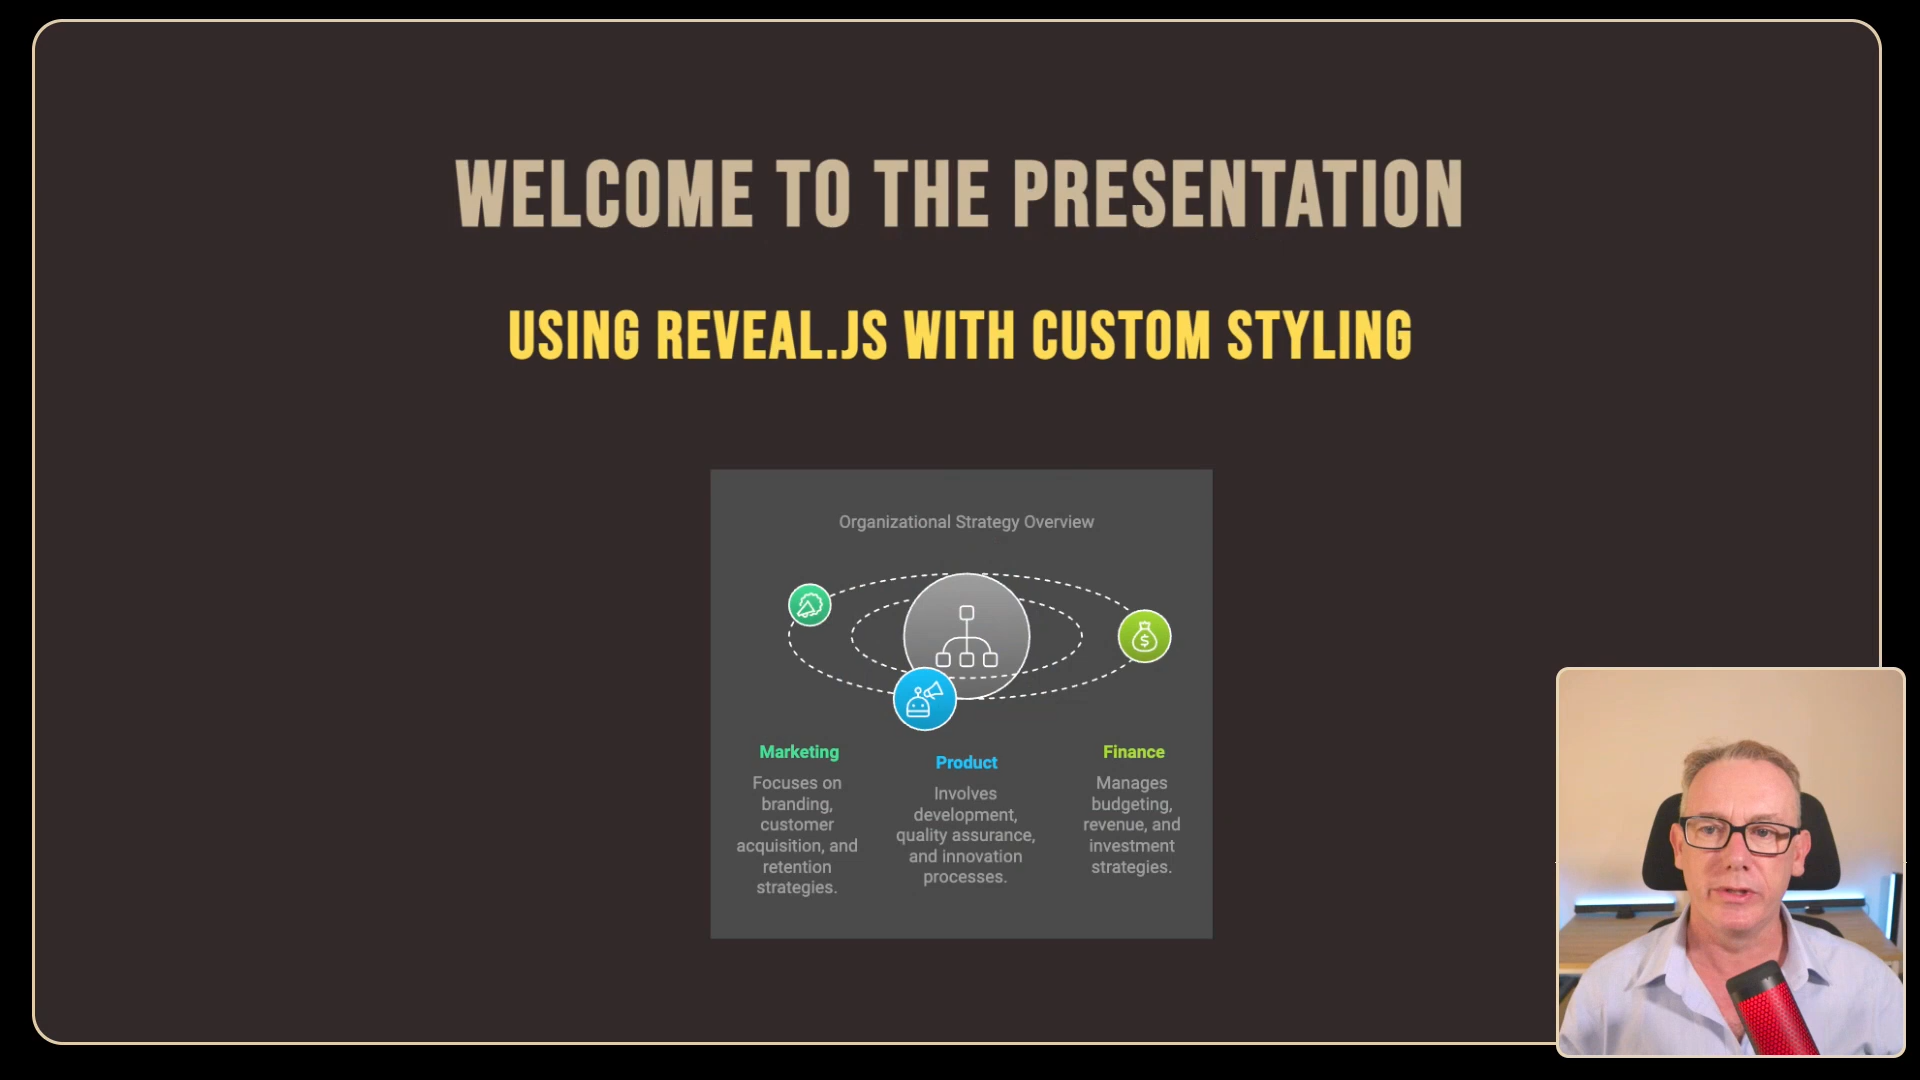 WELCOME TO THE PRESENTATION
USING REVEAL.JS WITH CUSTOM STYLING
Organizational Strategy Overview
$
Marketing
Focuses on
branding,
customer
acquisition, and
retention
strategies.
Product
Involves
development,
quality assurance,
and innovation
processes.
Finance
Manages
budgeting,
revenue, and
investment
strategies.